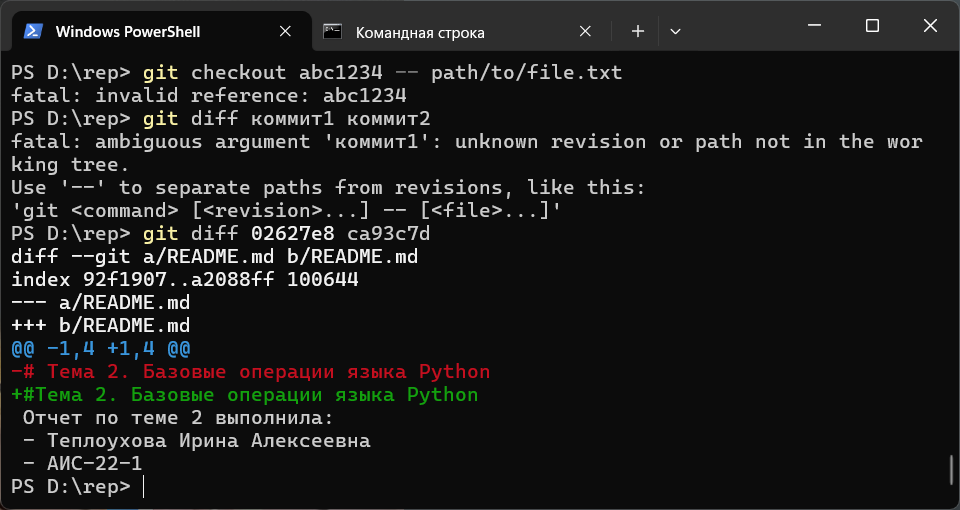 Windows PowerShell
Командная строка
PS D:\rep> git checkout abc1234 -- path/to/file.txt
fatal: invalid reference: abc1234
PS D:\rep> git diff коммит1 коммит2
fatal: ambiguous argument 'коммит1': unknown revision or path not in the wor
king tree.
Use '--' to separate paths from revisions, like this:
'git <command> [<revision>...] -- [<file>...]'
PS D:\rep> git diff 02627e8 ca93c7d
diff --git a/README.md b/README.md
index 92f1907..a2088ff 100644
--- a/README.md
+++ b/README.md
@@ -1,4 +1,4 @@
-# Тема 2. Базовые операции языка Python
+#Тема 2. Базовые операции языка Python
 Отчет по теме 2 выполнила:
 - Теплоухова Ирина Алексеевна
 - АИС-22-1
PS D:\rep>